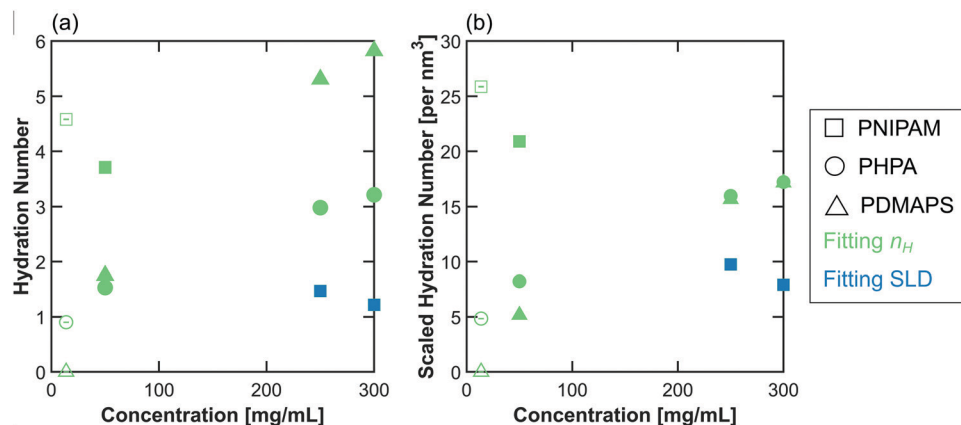 (a)
6
5
4
3
2
1
0
Hydration Number
0
100
200
300
Concentration [mg/mL]
(b)
30
25
20
15
10
5
0
Scaled Hydration Number [per nm³]
0
100
200
300
Concentration [mg/mL]
PNIPAM
PHPA
PDMAPS
Fitting n_H
Fitting SLD